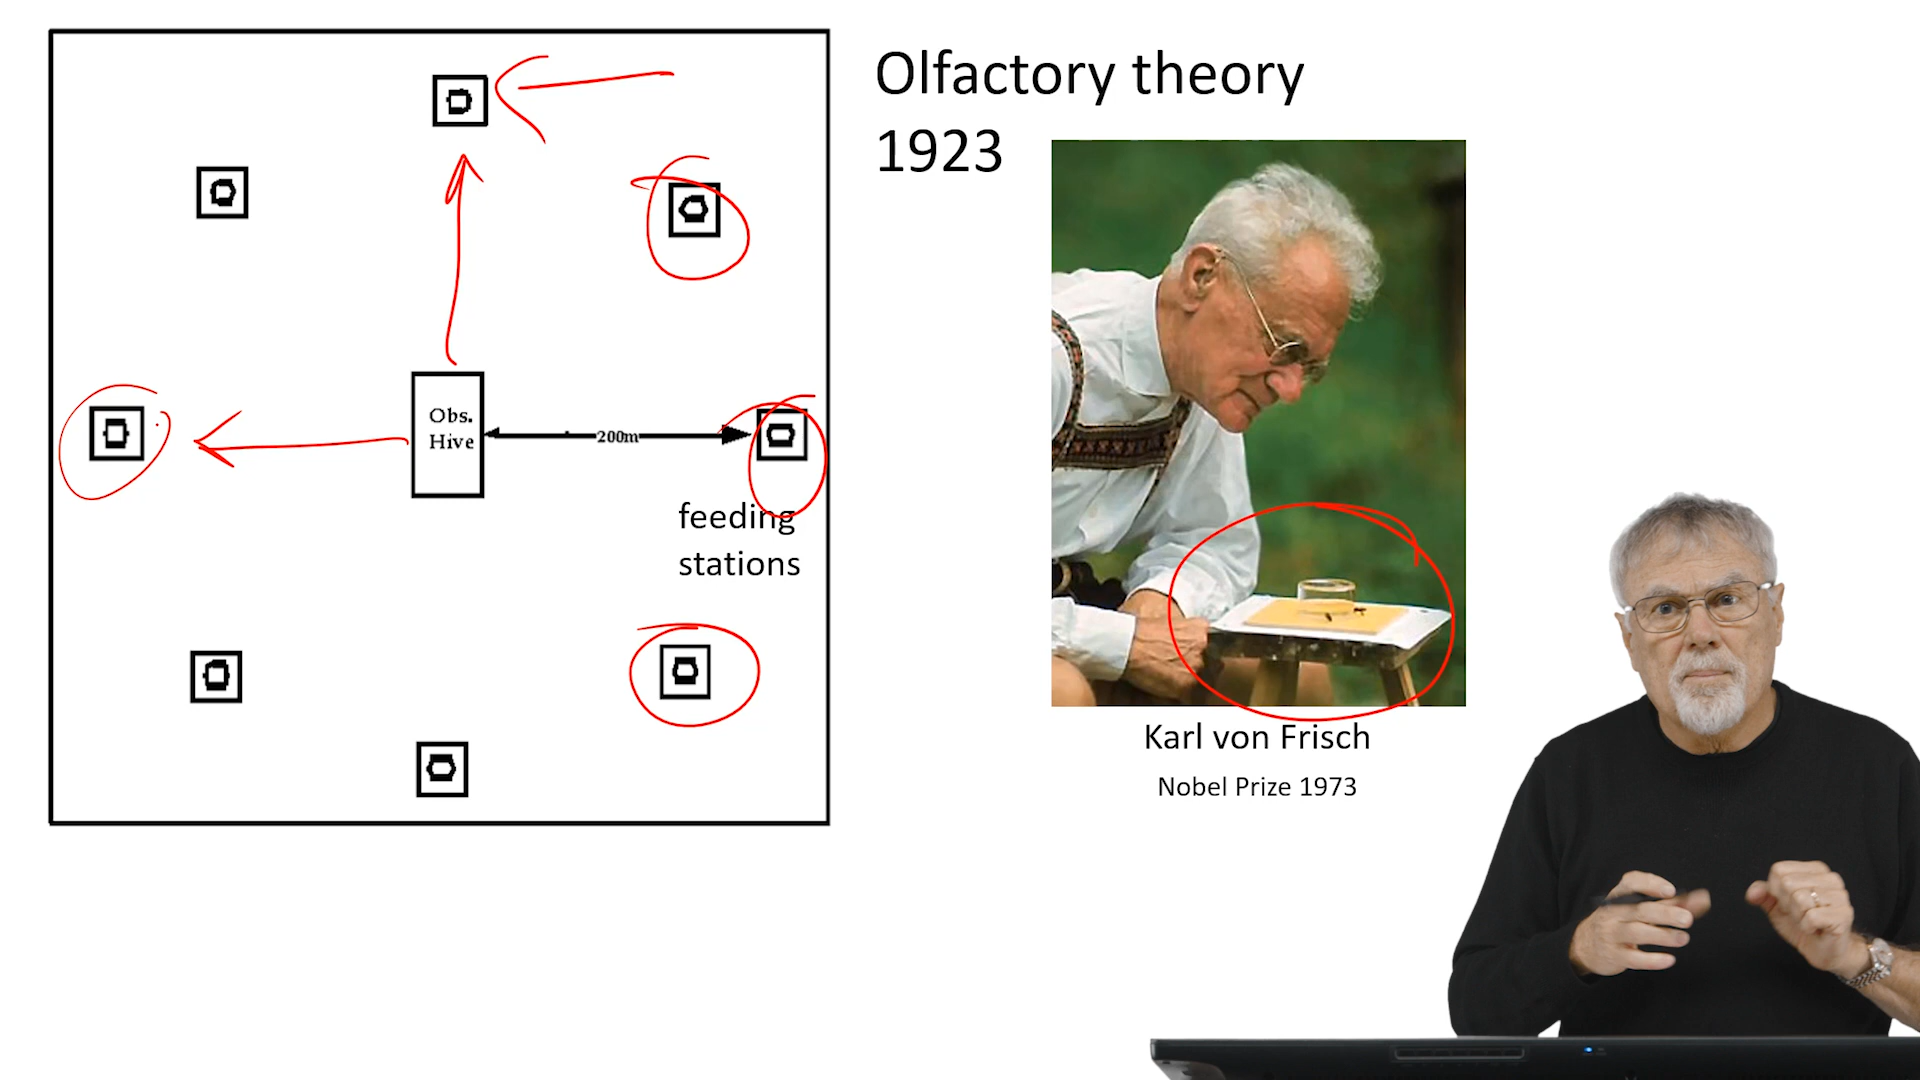 Olfactory theory
1923
Obs.
Hive
200m
feeding
stations
Karl von Frisch
Nobel Prize 1973